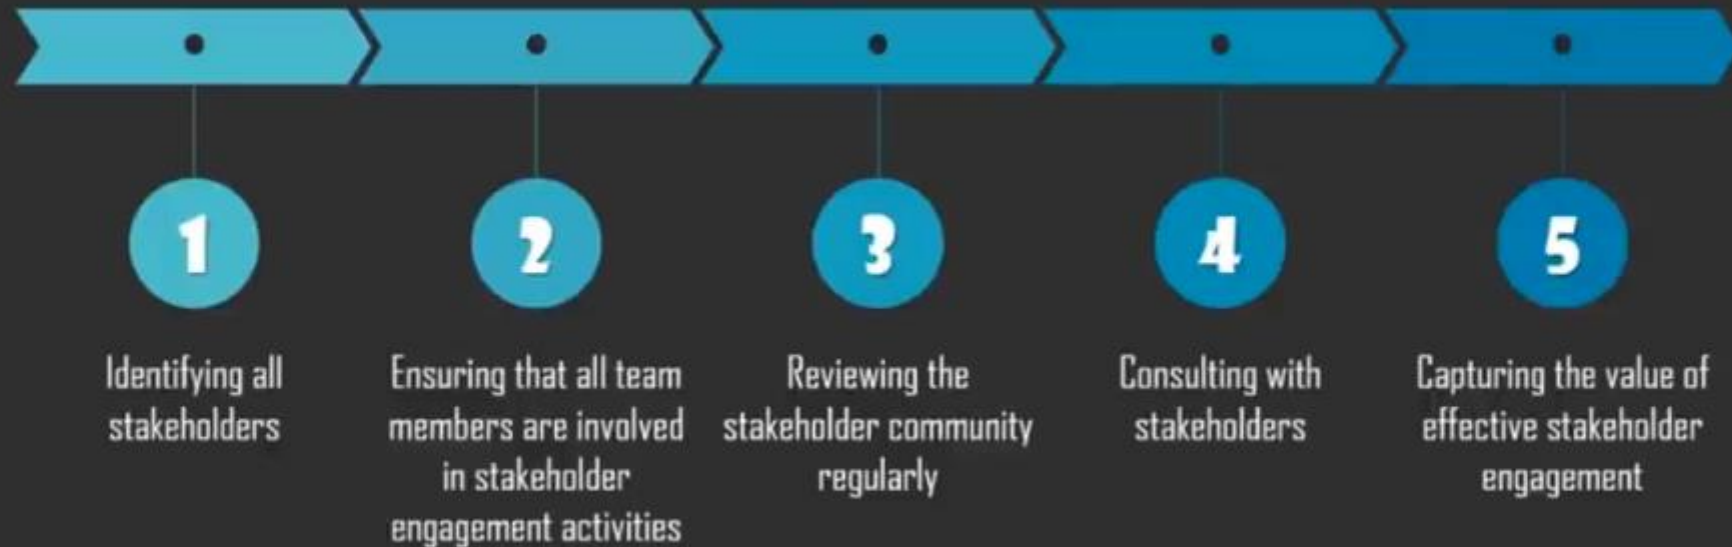 1
Identifying all
stakeholders
2
Ensuring that all team
members are involved
in stakeholder
engagement activities
3
Reviewing the
stakeholder community
regularly
4
Consulting with
stakeholders
5
Capturing the value of
effective stakeholder
engagement